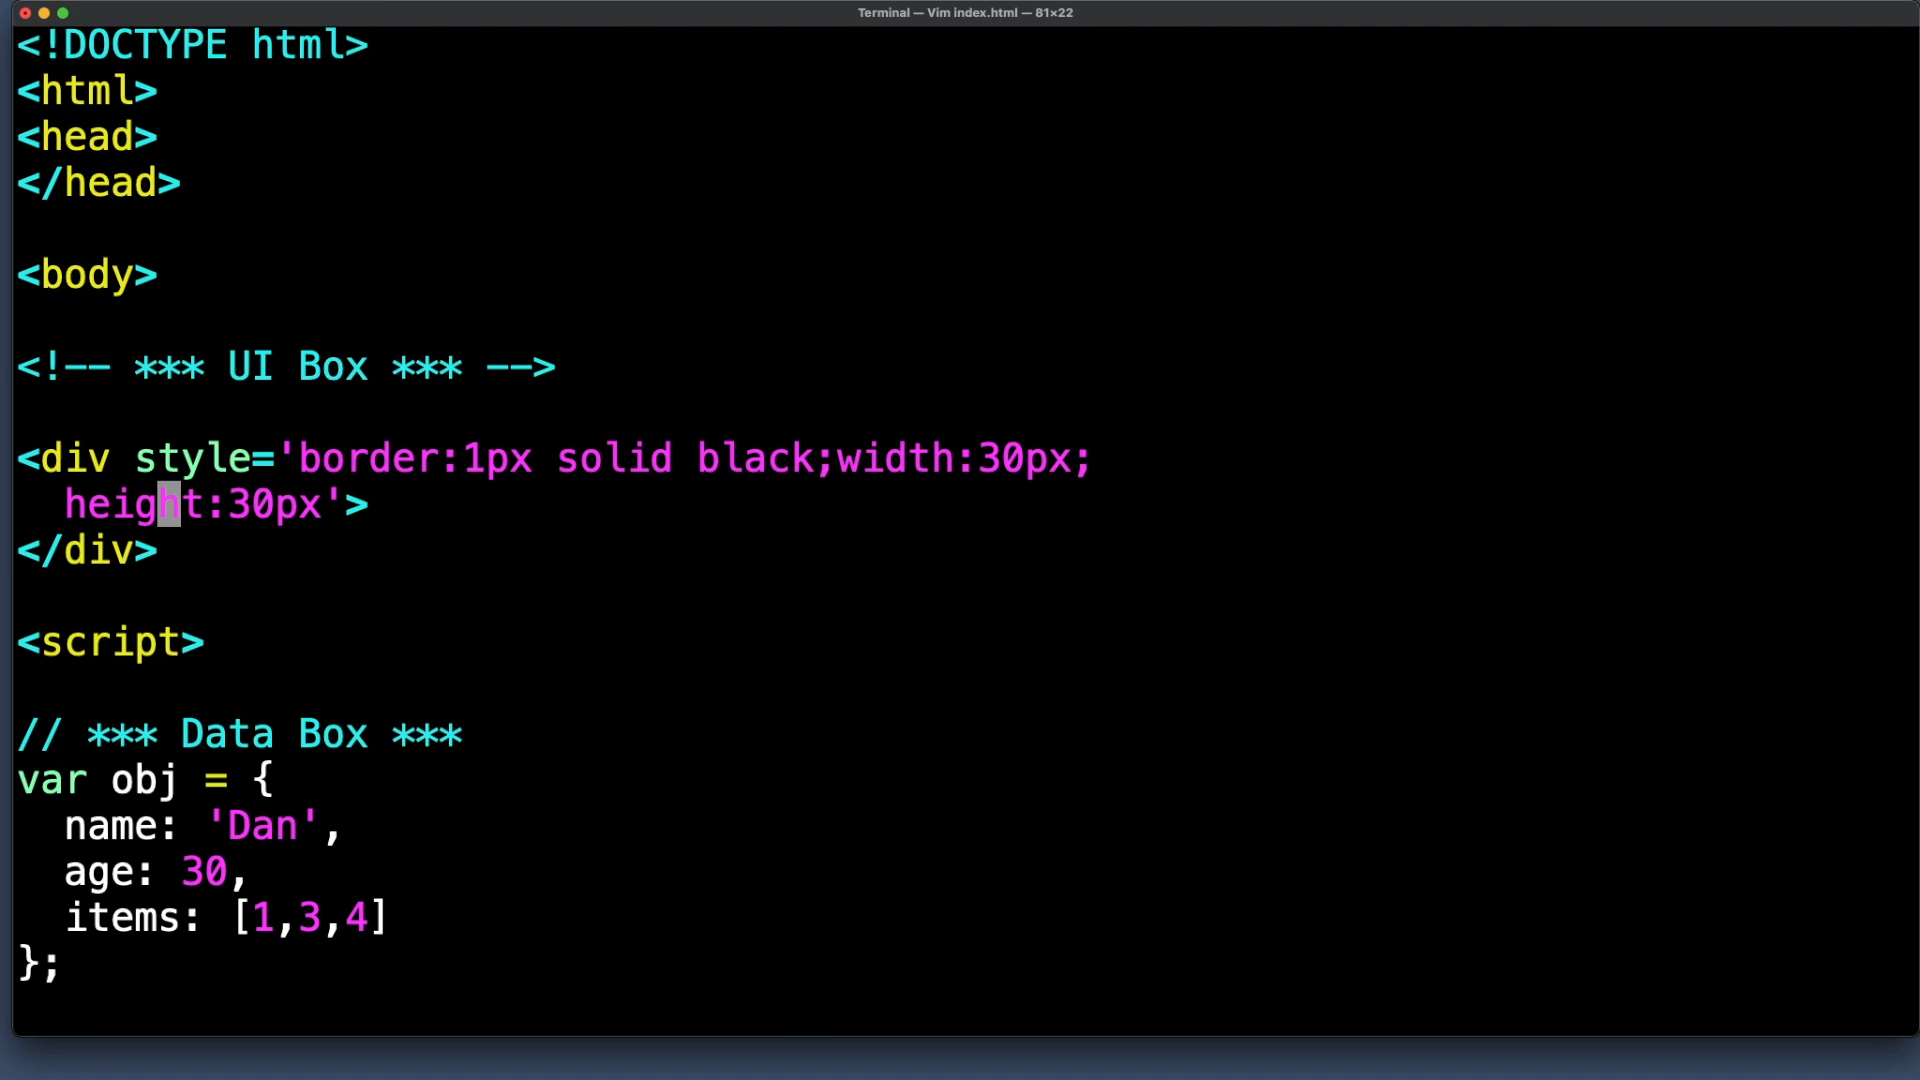 Terminal — Vim index.html — 81×22
<!DOCTYPE html>
<html>
<head>
</head>
<body>
<!-- *** UI Box *** -->
<div style='border:1px solid black;width:30px;
  height:30px'>
</div>
<script>
// *** Data Box ***
var obj = {
  name: 'Dan',
  age: 30,
  items: [1,3,4]
};